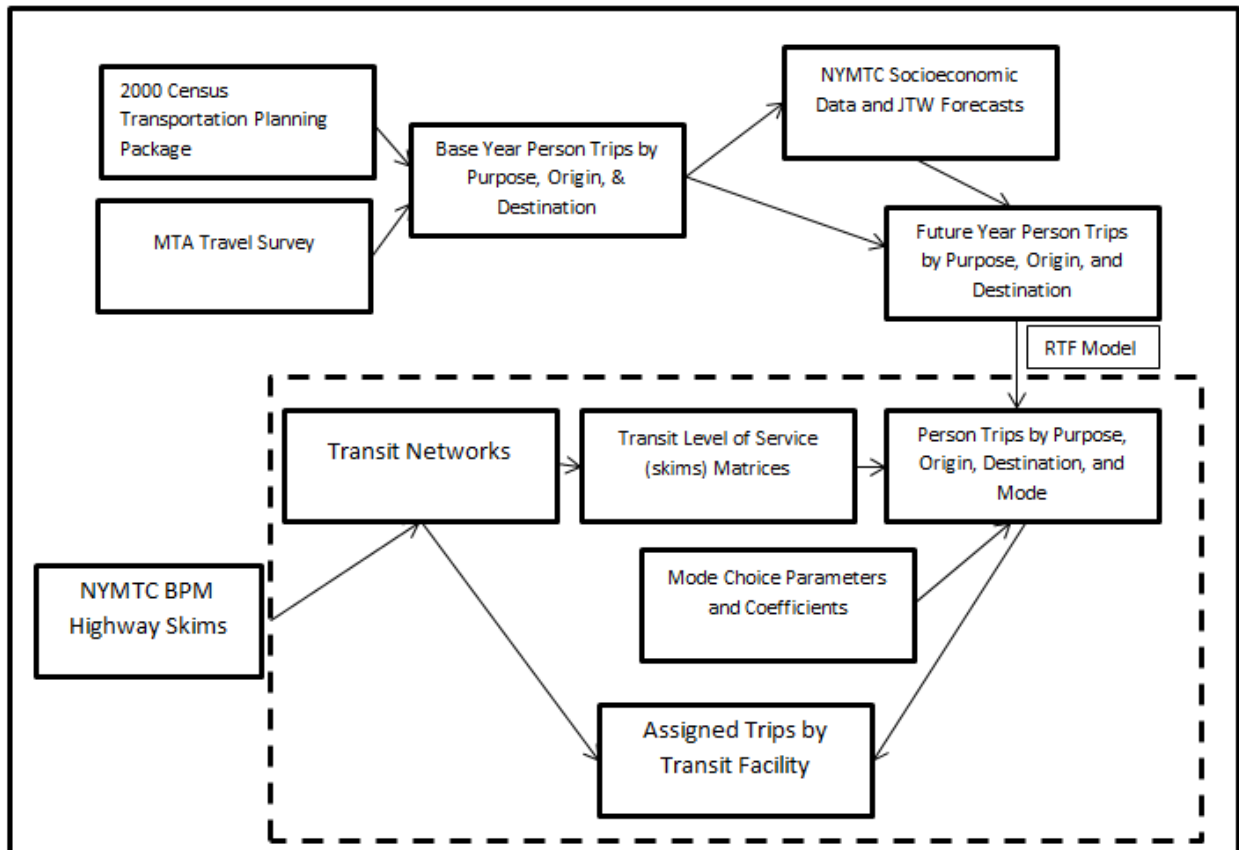 2000 Census
Transportation Planning
Package
NYMTC Socioeconomic
Data and JTW Forecasts
Base Year Person Trips by
Purpose, Origin, &
Destination
MTA Travel Survey
Future Year Person Trips
by Purpose, Origin, and
Destination
RTF Model
Transit Networks
Transit Level of Service
(skims) Matrices
Person Trips by Purpose,
Origin, Destination, and
Mode
NYMTC BPM
Highway Skims
Mode Choice Parameters
and Coefficients
Assigned Trips by
Transit Facility